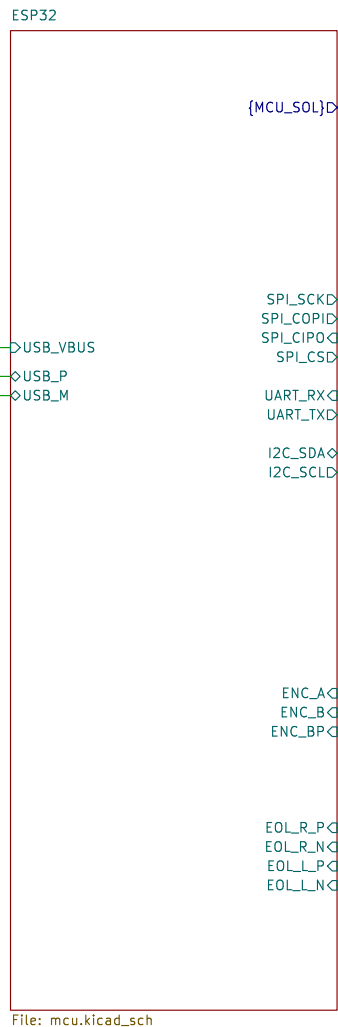 ESP32
{MCU_SOL}
SPI_SCK
SPI_COPI
SPI_CIPO
USB_VBUS
SPI_CS
USB_P
USB_M
UART_RX
UART_TX
I2C_SDA
I2C_SCL
ENC_A
ENC_B
ENC_BP
EOL_R_P
EOL_R_N
EOL_L_P
EOL_L_N
File: mcu.kicad_sch